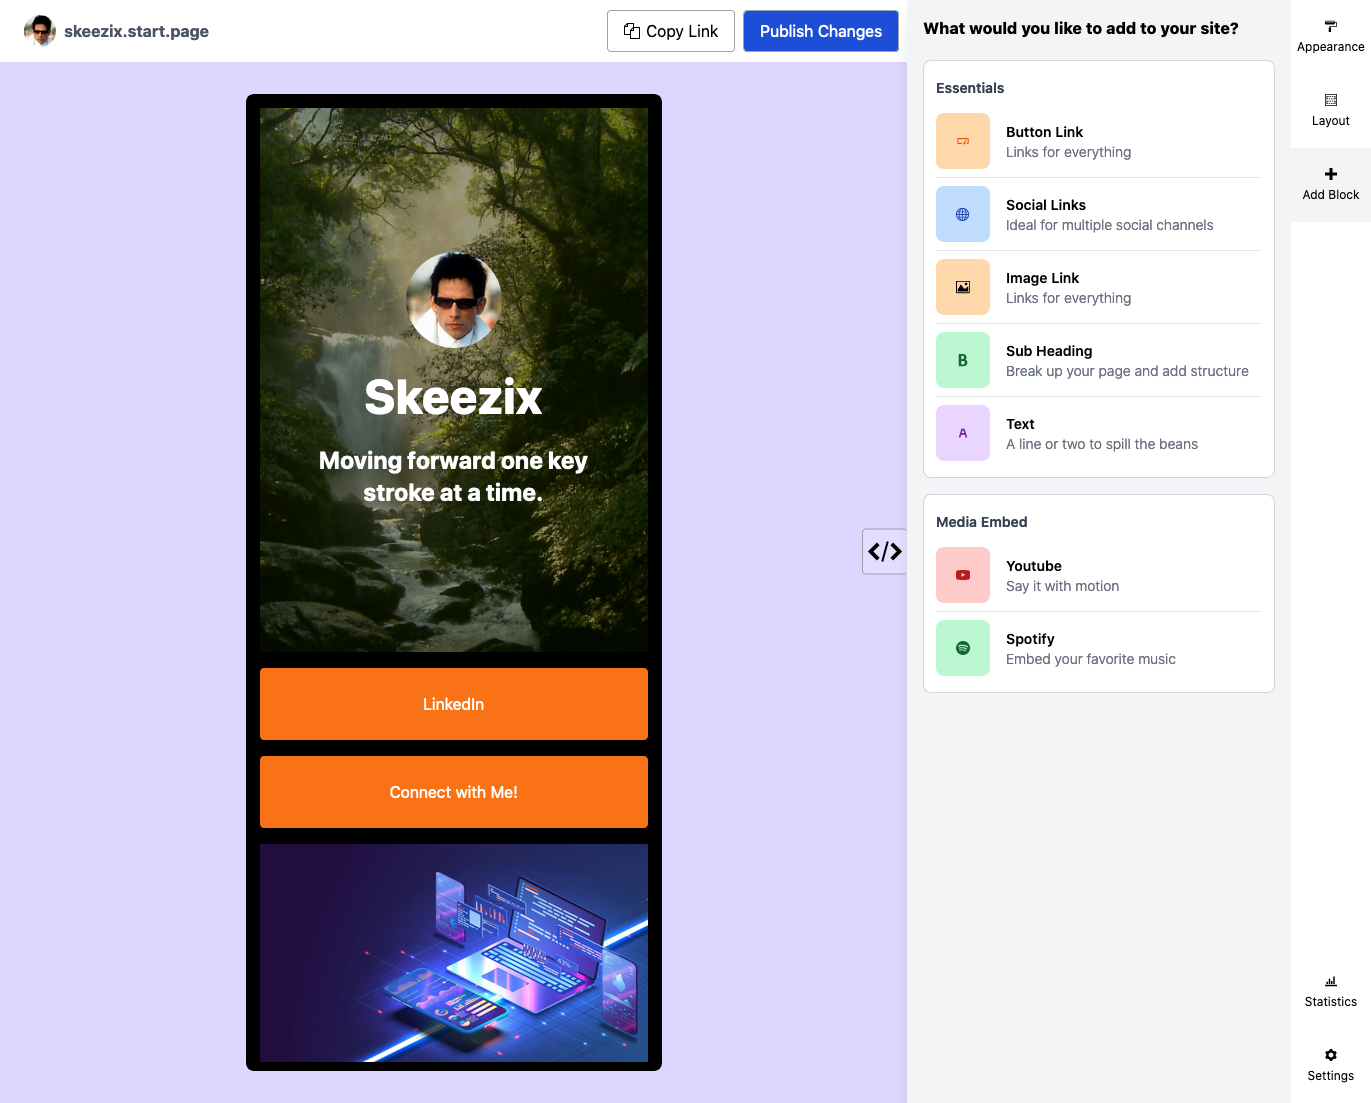 skeezix.start.page
Copy Link
Publish Changes
Skeezix
Moving forward one key
stroke at a time.
LinkedIn
Connect with Me!
</>
What would you like to add to your site?
Essentials
Button Link
Links for everything
Social Links
Ideal for multiple social channels
Image Link
Links for everything
B
Sub Heading
Break up your page and add structure
A
Text
A line or two to spill the beans
Media Embed
Youtube
Say it with motion
Spotify
Embed your favorite music
Appearance
Layout
Add Block
Statistics
Settings